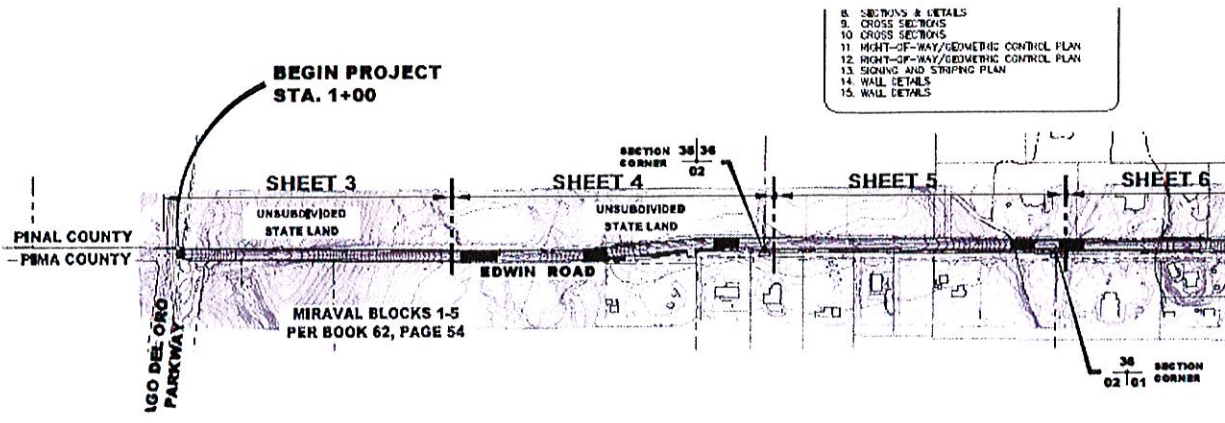 8. SECTIONS & DETAILS
9. CROSS SECTIONS
10 CROSS SECTIONS
11. RIGHT-OF-WAY/GEOMETRIC CONTROL PLAN
12. RIGHT-OF-WAY/GEOMETRIC CONTROL PLAN
13. SIGNING AND STRIPING PLAN
14. WALL DETAILS
15. WALL DETAILS
BEGIN PROJECT
STA. 1+00
SECTION
CORNER
02
SHEET 3
SHEET 4
SHEET 5
SHEET 6
UNSUBDIVIDED
STATE LAND
UNSUBDIVIDED
STATE LAND
PINAL COUNTY
PIMA COUNTY
EDWIN ROAD
MIRAVAL BLOCKS 1-5
PER BOOK 62, PAGE 54
AGO DEL ORO
PARKWAY
36
02 01
SECTION
CORNER